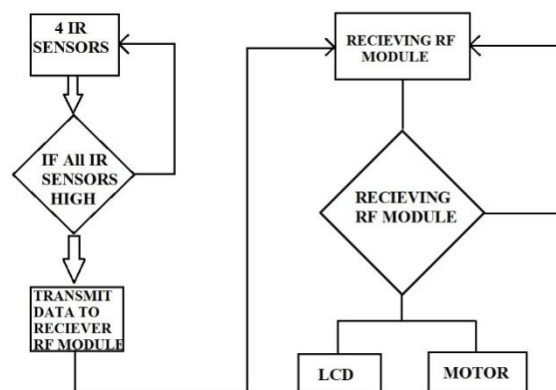 4 IR
SENSORS
IF All IR
SENSORS
HIGH
TRANSMIT
DATA TO
RECIEVER
RF MODULE
RECIEVING RF
MODULE
RECIEVING
RF MODULE
LCD
MOTOR